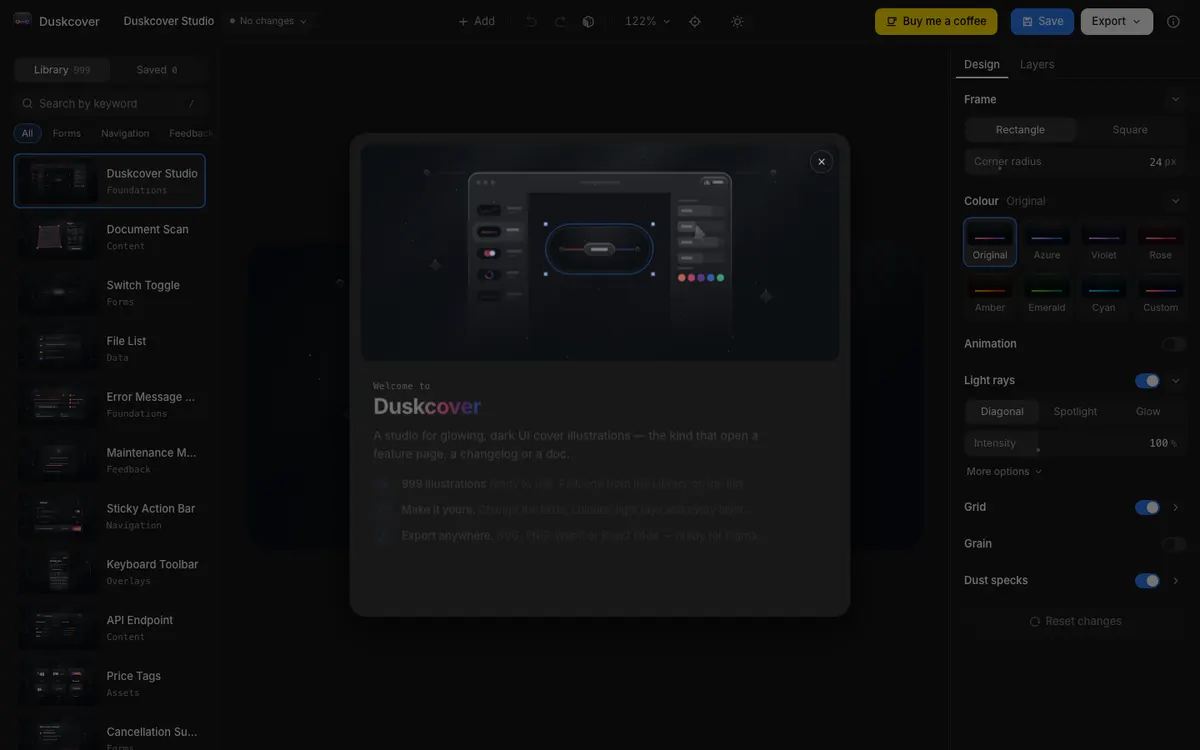 Duskcover
Duskcover Studio
No changes
Add
122%
Buy me a coffee
Save
Export
Library 999
Saved 0
Search by keyword
/
All
Forms
Navigation
Feedback
Duskcover Studio
Foundations
Document Scan
Content
Switch Toggle
Forms
File List
Data
Error Message ...
Foundations
Maintenance M...
Feedback
Sticky Action Bar
Navigation
Keyboard Toolbar
Overlays
API Endpoint
Content
Price Tags
Assets
Cancellation Su...
Forms
Welcome to
Duskcover
A studio for glowing, dark UI cover illustrations — the kind that open a
feature page, a changelog or a doc.
999 illustrations
Make it yours.
Export anywhere.
Design
Layers
Frame
Rectangle
Square
Corner radius
24 px
Colour Original
Original
Azure
Violet
Rose
Amber
Emerald
Cyan
Custom
Animation
Light rays
Diagonal
Spotlight
Glow
Intensity
100 %
More options
Grid
Grain
Dust specks
Reset changes